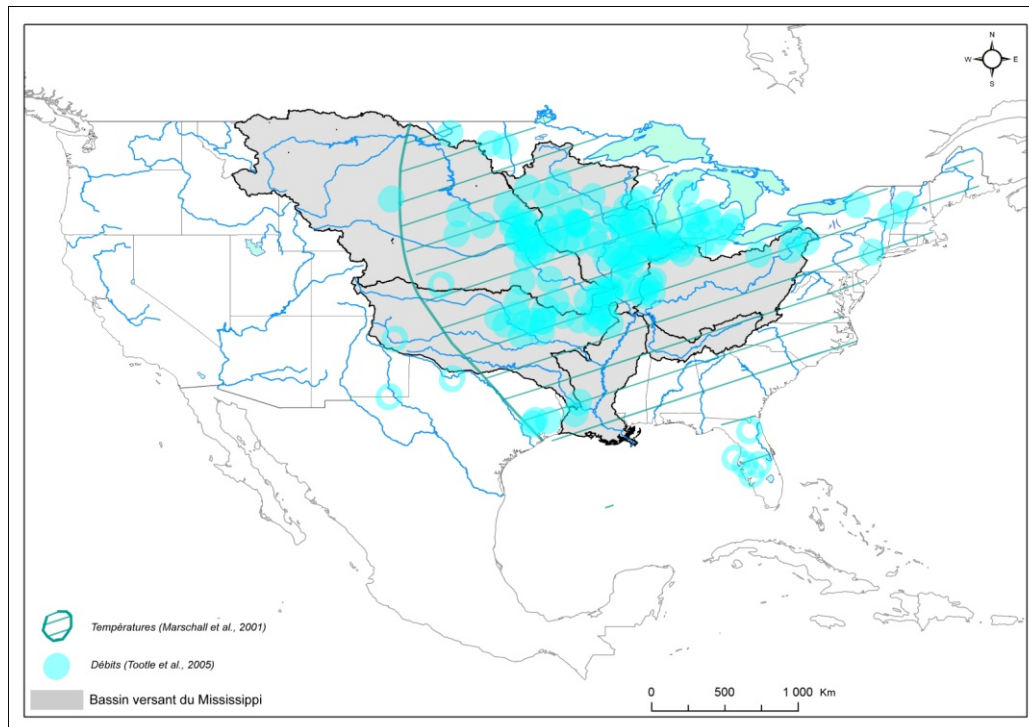 N
W E
S
Températures (Marschall et al., 2001)
Débits (Tootle et al., 2005)
Bassin versant du Mississippi
0 500 1 000 Km